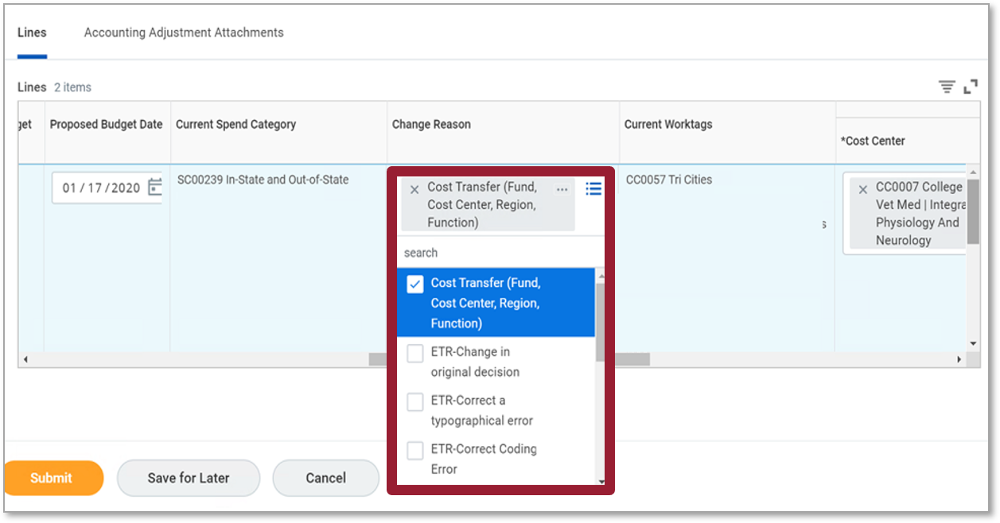 Lines Accounting Adjustment Attachments
Lines 2 items
get Proposed Budget Date Current Spend Category Change Reason Current Worktags *Cost Center
01 / 17 / 2020 SC00239 In-State and Out-of-State
Cost Transfer (Fund,
Cost Center, Region,
Function)
search
Cost Transfer (Fund,
Cost Center, Region,
Function)
ETR-Change in
original decision
ETR-Correct a
typographical error
ETR-Correct Coding
Error
CC0057 Tri Cities
s
CC0007 College
Vet Med | Integra
Physiology And
Neurology
Submit Save for Later Cancel